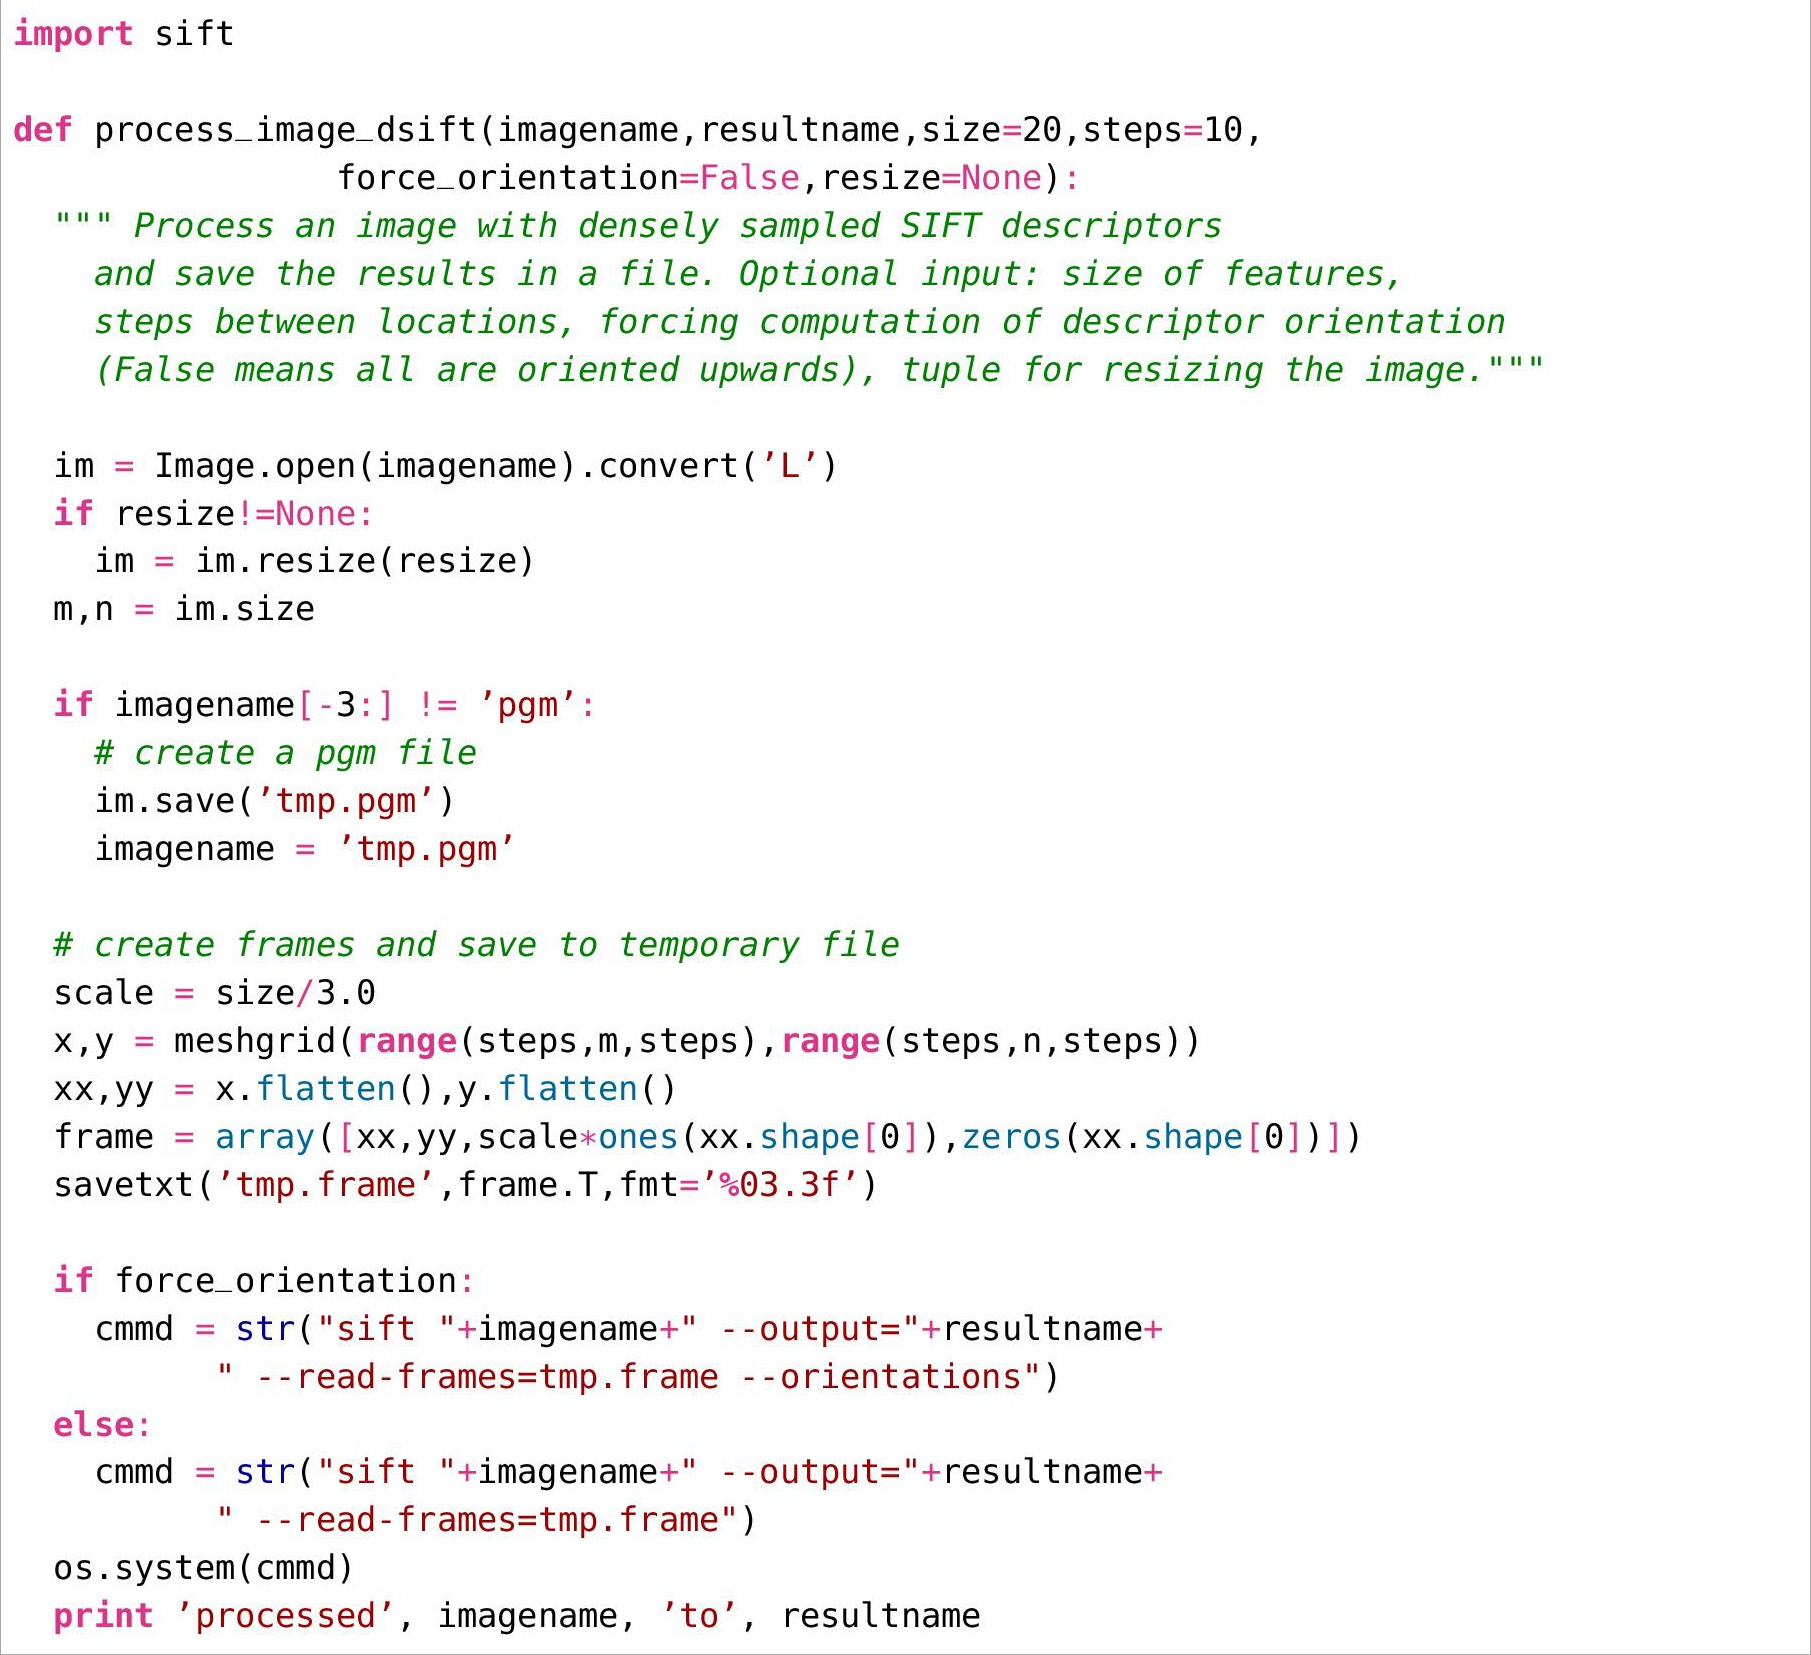 import sift

def process_image_dsift(imagename,resultname,size=20,steps=10,
                force_orientation=False,resize=None):
  """ Process an image with densely sampled SIFT descriptors
    and save the results in a file. Optional input: size of features,
    steps between locations, forcing computation of descriptor orientation
    (False means all are oriented upwards), tuple for resizing the image."""

  im = Image.open(imagename).convert(’L’)
  if resize!=None:
    im = im.resize(resize)
  m,n = im.size

  if imagename[-3:] != ’pgm’:
    # create a pgm file
    im.save(’tmp.pgm’)
    imagename = ’tmp.pgm’

  # create frames and save to temporary file
  scale = size/3.0
  x,y = meshgrid(range(steps,m,steps),range(steps,n,steps))
  xx,yy = x.flatten(),y.flatten()
  frame = array([xx,yy,scale*ones(xx.shape[0]),zeros(xx.shape[0])])
  savetxt(’tmp.frame’,frame.T,fmt=’%03.3f’)

  if force_orientation:
    cmmd = str("sift "+imagename+" --output="+resultname+
          " --read-frames=tmp.frame --orientations")
  else:
    cmmd = str("sift "+imagename+" --output="+resultname+
          " --read-frames=tmp.frame")
  os.system(cmmd)
  print ’processed’, imagename, ’to’, resultname